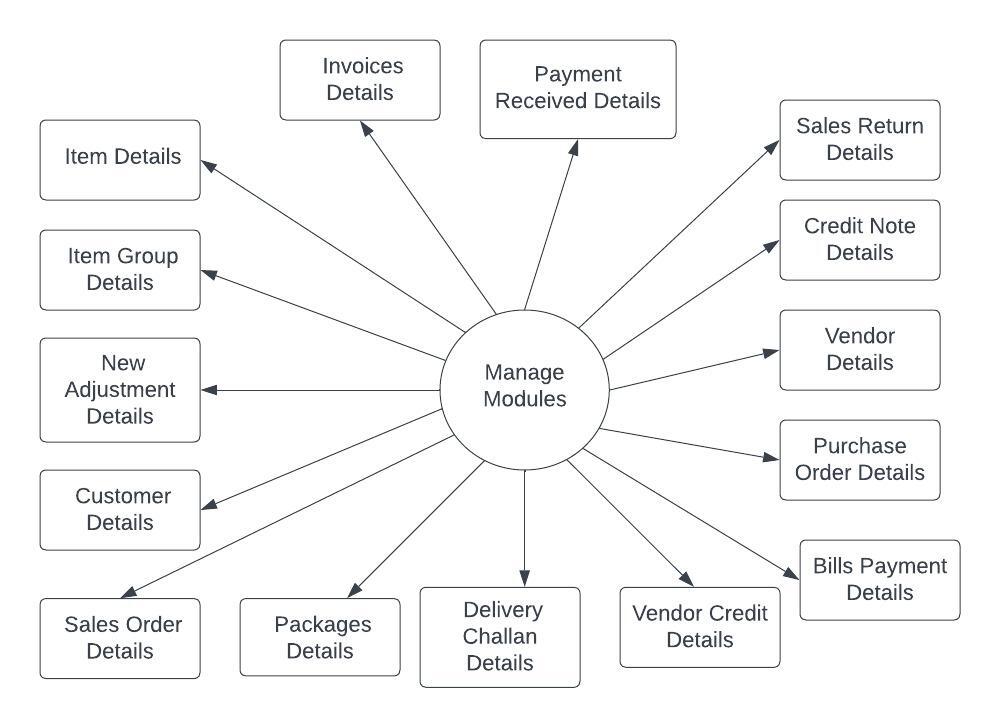 Invoices
Details
Payment
Received Details
Sales Return
Details
Item Details
Credit Note
Details
Item Group
Details
Vendor
Details
New
Adjustment
Details
Manage
Modules
Purchase
Order Details
Customer
Details
Bills Payment
Details
Sales Order
Details
Packages
Details
Delivery
Challan
Details
Vendor Credit
Details